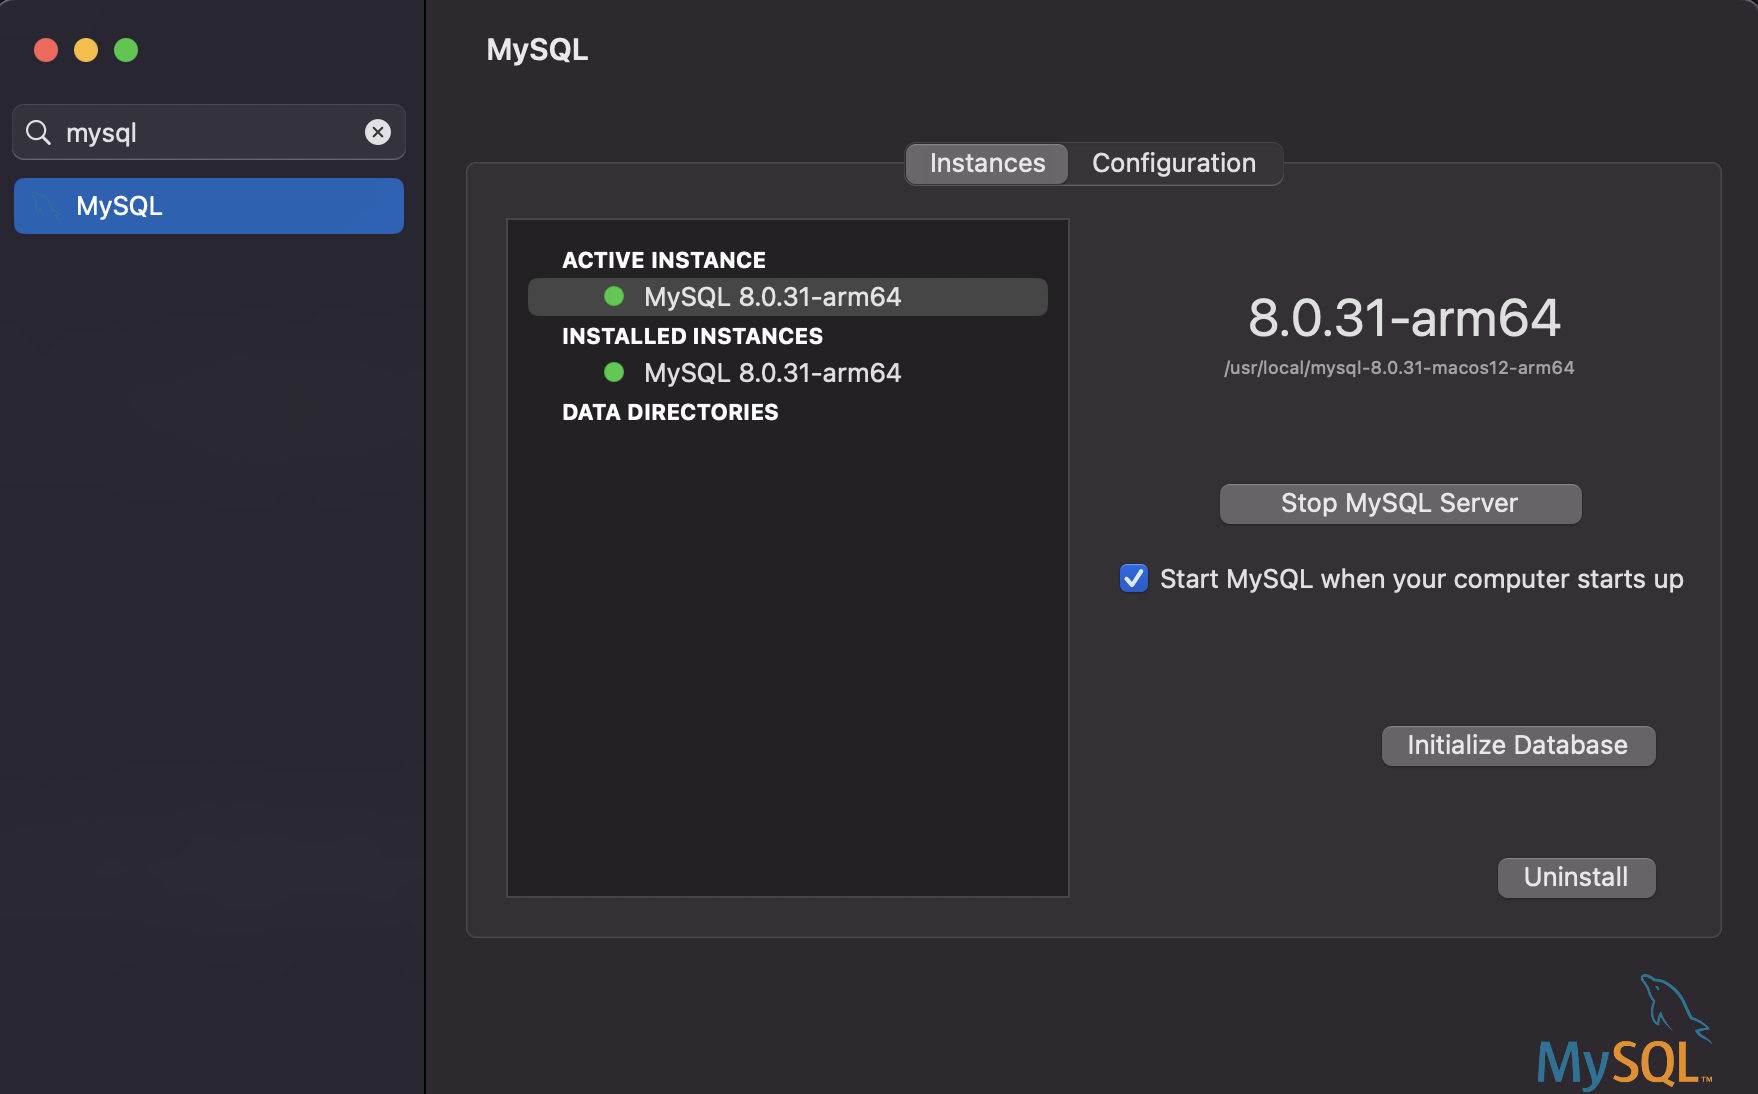 MySQL
mysql
MySQL
Instances
Configuration
ACTIVE INSTANCE
MySQL 8.0.31-arm64
INSTALLED INSTANCES
MySQL 8.0.31-arm64
DATA DIRECTORIES
8.0.31-arm64
/usr/local/mysql-8.0.31-macos12-arm64
Stop MySQL Server
Start MySQL when your computer starts up
Initialize Database
Uninstall
MySQL™